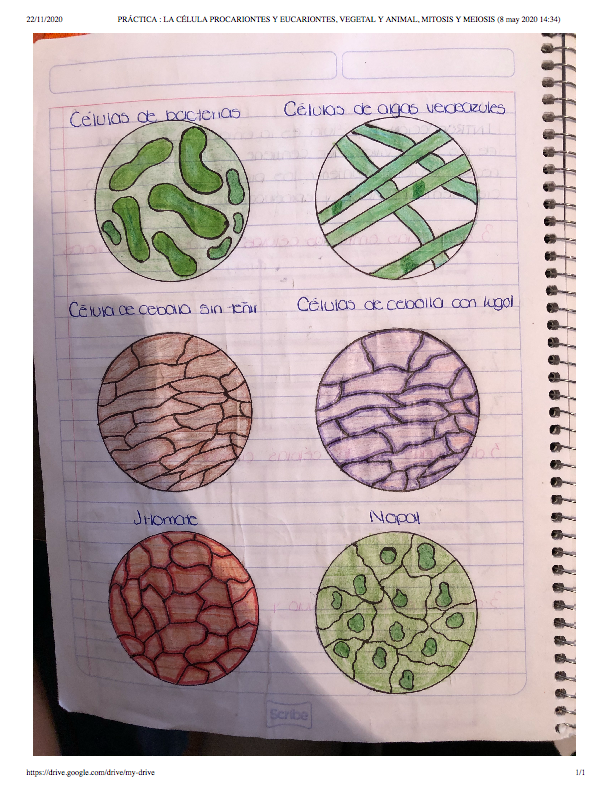 22/11/2020 PRÁCTICA : LA CÉLULA PROCARIONTES Y EUCARIONTES, VEGETAL Y ANIMAL, MITOSIS Y MEIOSIS (8 may 2020 14:34)
Células de bacterias
Células de algas verdeazules
Célula de cebolla sin teñir
Células de cebolla con lugol
Jitomate
Nopal
Scribe
https://drive.google.com/drive/my-drive 1/1